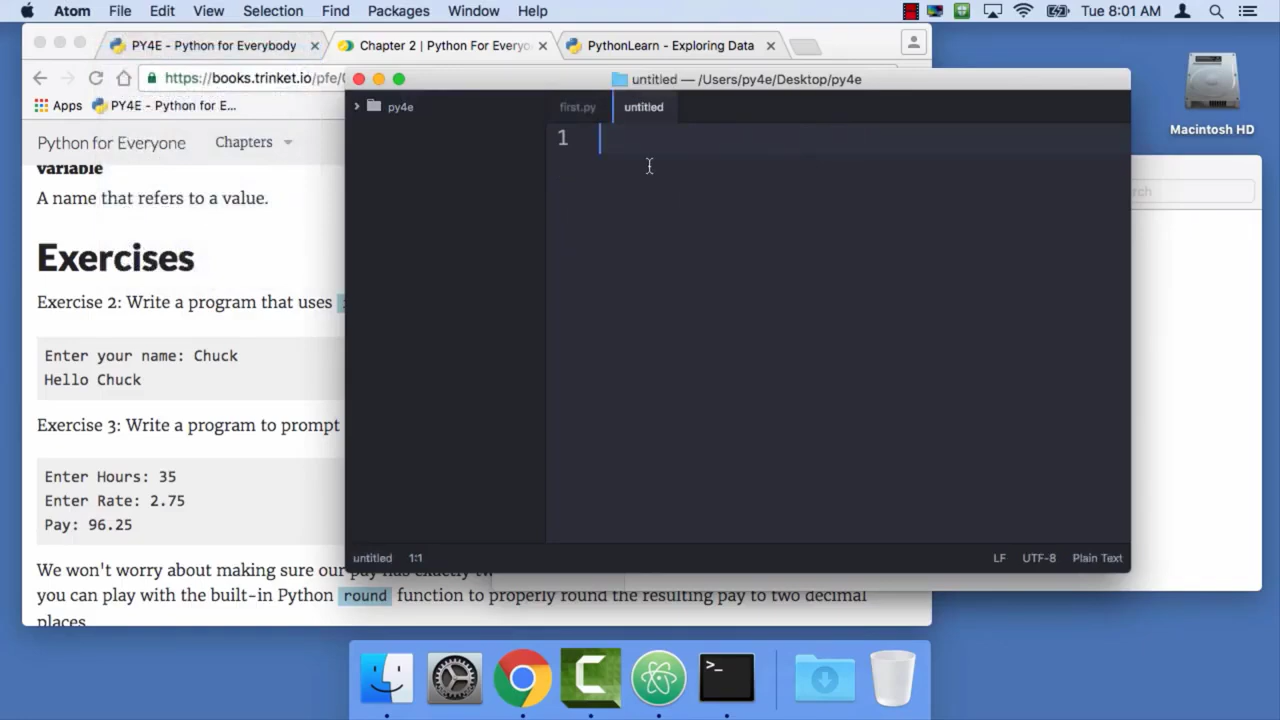 Atom File Edit View Selection Find Packages Window Help Tue 8:01 AM
PY4E - Python for Everybody
Chapter 2 | Python For Everyo
PythonLearn - Exploring Data
https://books.trinket.io/pfe/
Apps PY4E - Python for E...
untitled — /Users/py4e/Desktop/py4e
py4e
first.py untitled
1
Python for Everyone Chapters
variable
A name that refers to a value.
Exercises
Exercise 2: Write a program that uses
Enter your name: Chuck
Hello Chuck
Exercise 3: Write a program to prompt
Enter Hours: 35
Enter Rate: 2.75
Pay: 96.25
untitled 1:1 LF UTF-8 Plain Text
We won't worry about making sure our pay has exactly
you can play with the built-in Python round function to properly round the resulting pay to two decimal
places
Macintosh HD